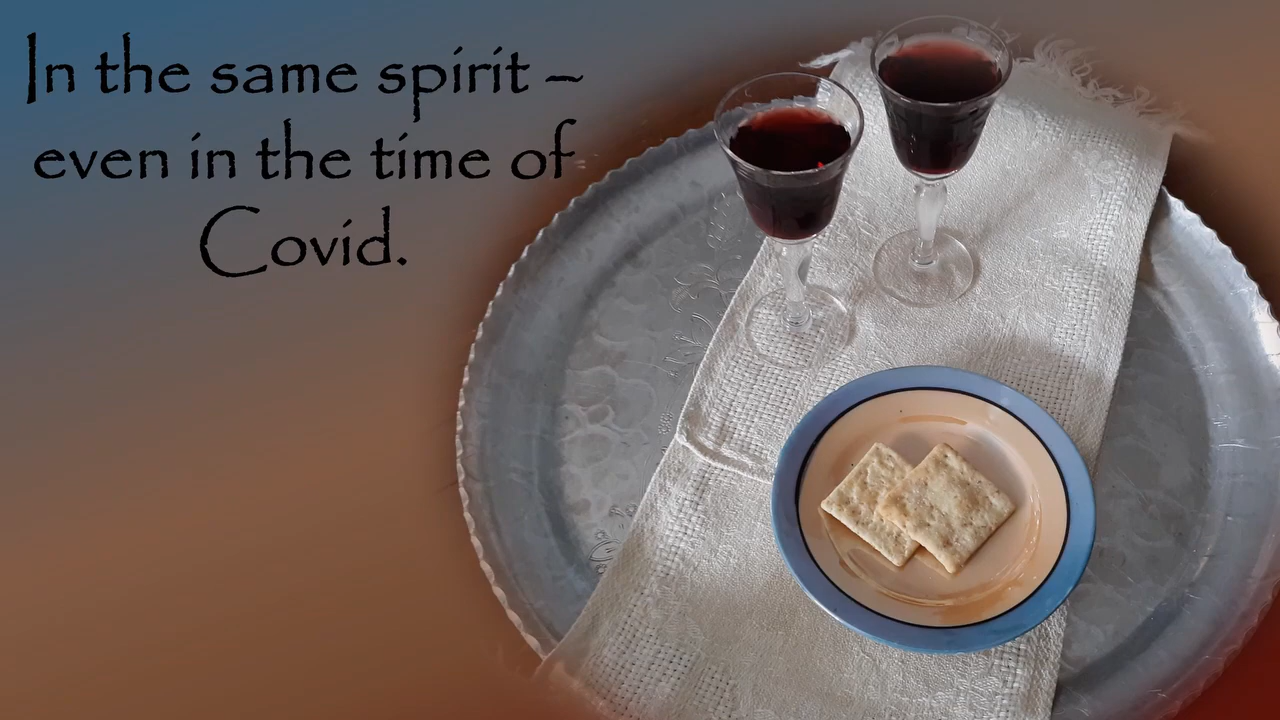 In the same spirit –
even in the time of
Covid.